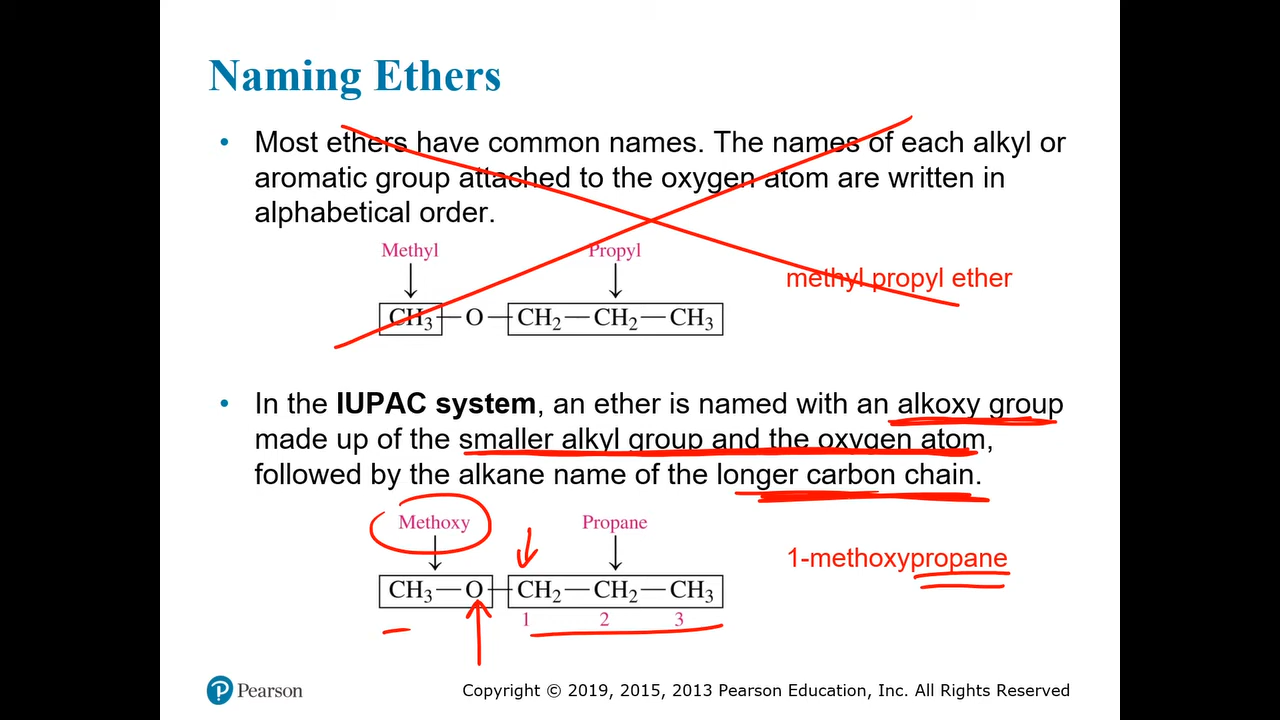 Naming Ethers
• Most ethers have common names. The names of each alkyl or
aromatic group attached to the oxygen atom are written in
alphabetical order.
Methyl Propyl
methyl propyl ether
CH₃—O—CH₂—CH₂—CH₃
• In the IUPAC system, an ether is named with an alkoxy group
made up of the smaller alkyl group and the oxygen atom,
followed by the alkane name of the longer carbon chain.
Methoxy Propane
1-methoxypropane
CH₃—O—CH₂—CH₂—CH₃
1 2 3
Pearson
Copyright © 2019, 2015, 2013 Pearson Education, Inc. All Rights Reserved